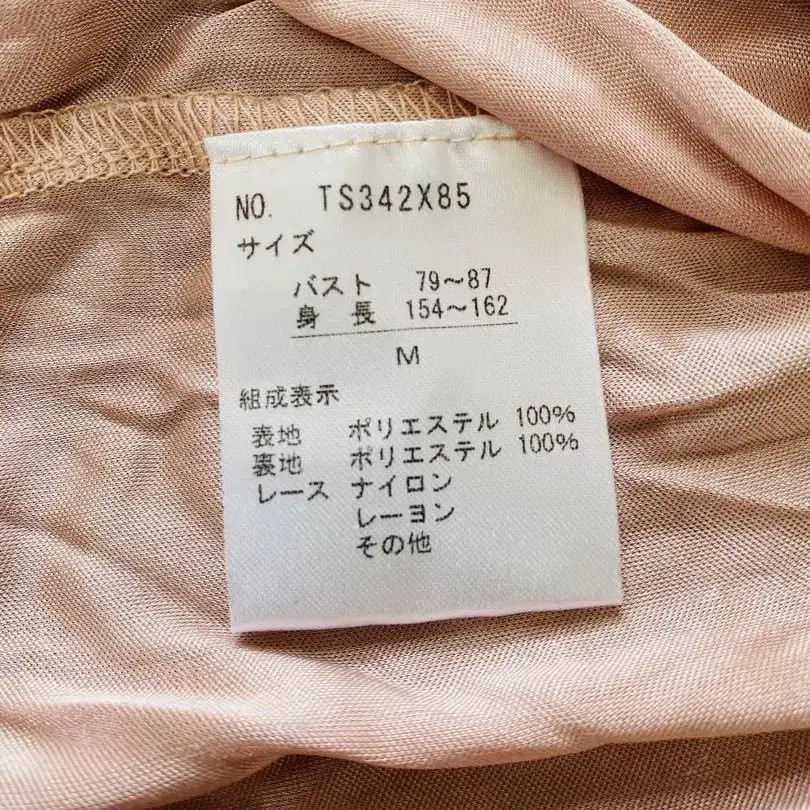 NO. TS342X85
サイズ
バスト 79〜87
身 長 154〜162
M
組成表示
表地 ポリエステル 100%
裏地 ポリエステル 100%
レース ナイロン
レーヨン
その他